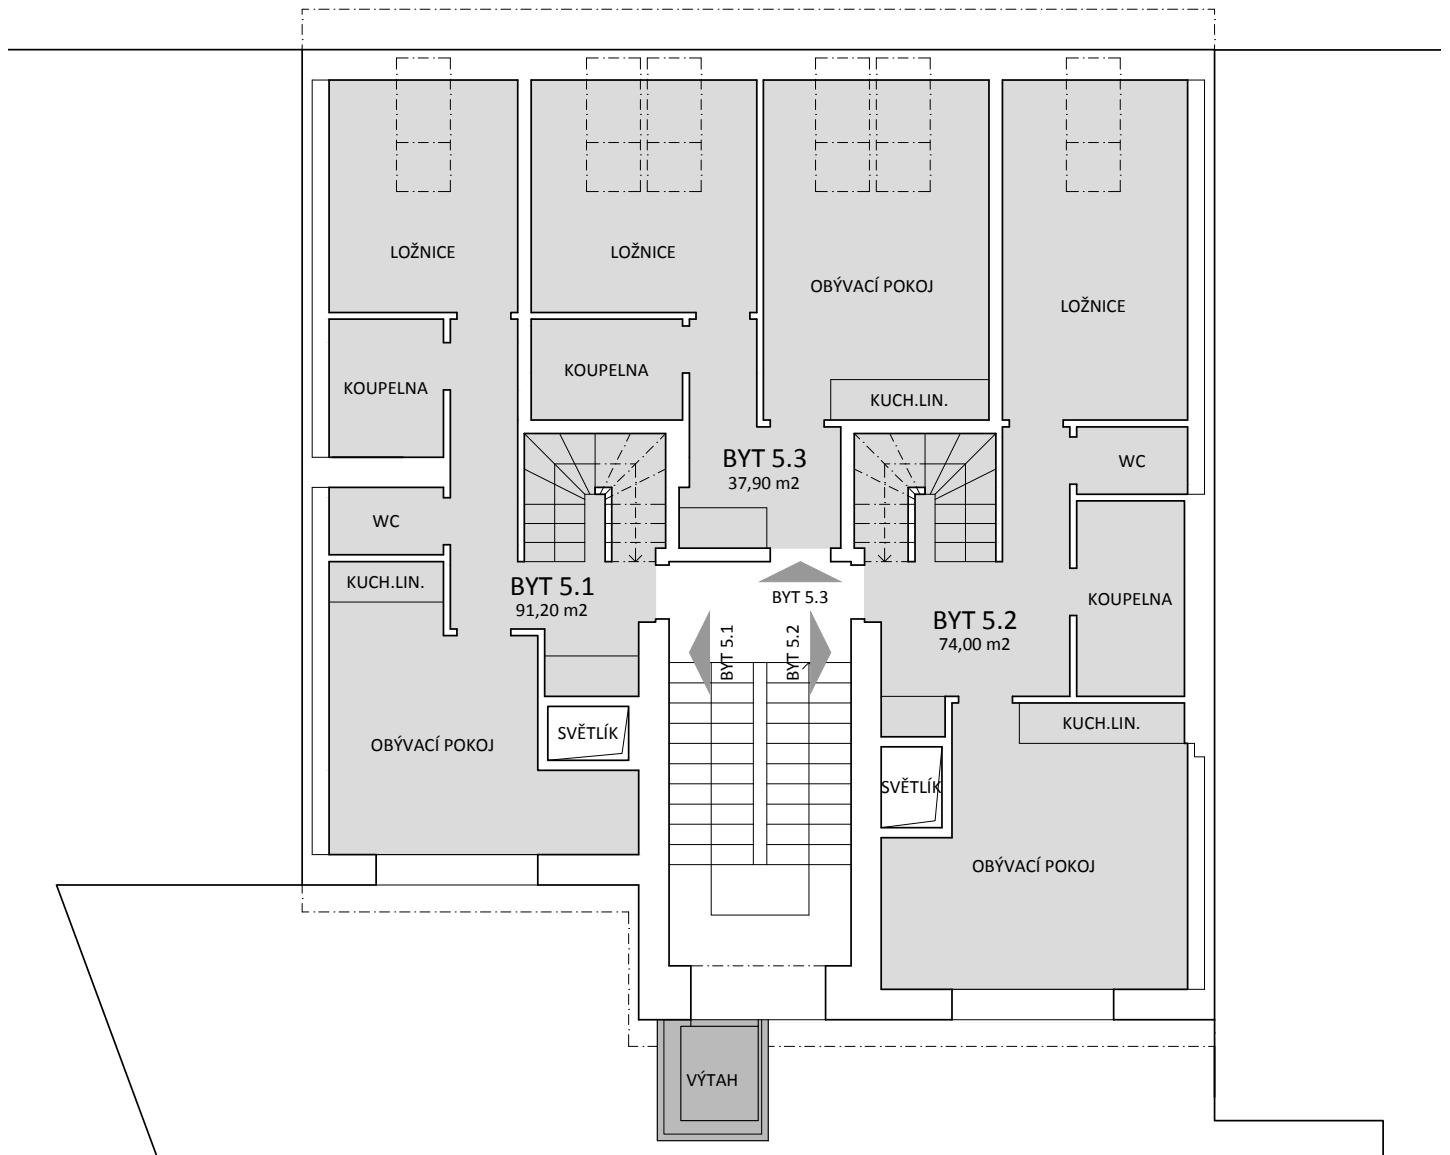 LOŽNICE
LOŽNICE
OBÝVACÍ POKOJ
LOŽNICE
KOUPELNA
KOUPELNA
KUCH.LIN.
BYT 5.3
37,90 m2
WC
WC
KUCH.LIN.
BYT 5.1
91,20 m2
BYT 5.3
KOUPELNA
BYT 5.2
74,00 m2
BYT 5.1
BYT 5.2
SVĚTLÍK
KUCH.LIN.
OBÝVACÍ POKOJ
SVĚTLÍK
OBÝVACÍ POKOJ
VÝTAH